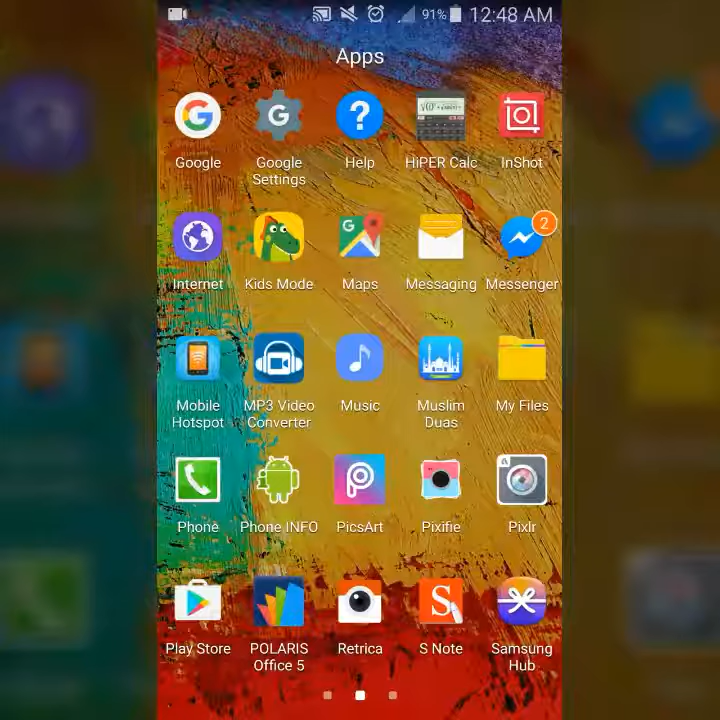 91% 12:48 AM
Apps
Google
Google Settings
Help
HiPER Calc
InShot
Internet
Kids Mode
Maps
Messaging
2
Messenger
Mobile Hotspot
MP3 Video Converter
Music
Muslim Duas
My Files
Phone
Phone INFO
PicsArt
Pixifie
Pixlr
Play Store
POLARIS Office 5
Retrica
S Note
Samsung Hub